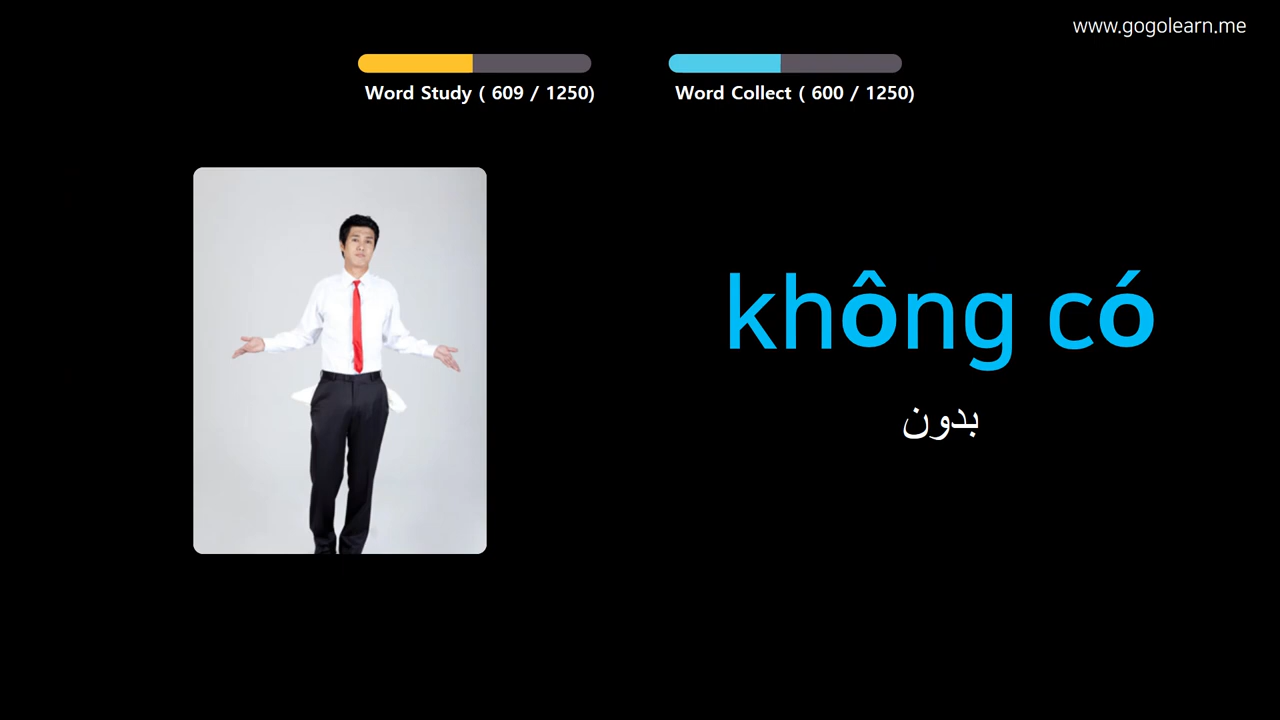 www.gogolearn.me
Word Study ( 609 / 1250)
Word Collect ( 600 / 1250)
không có
بدون